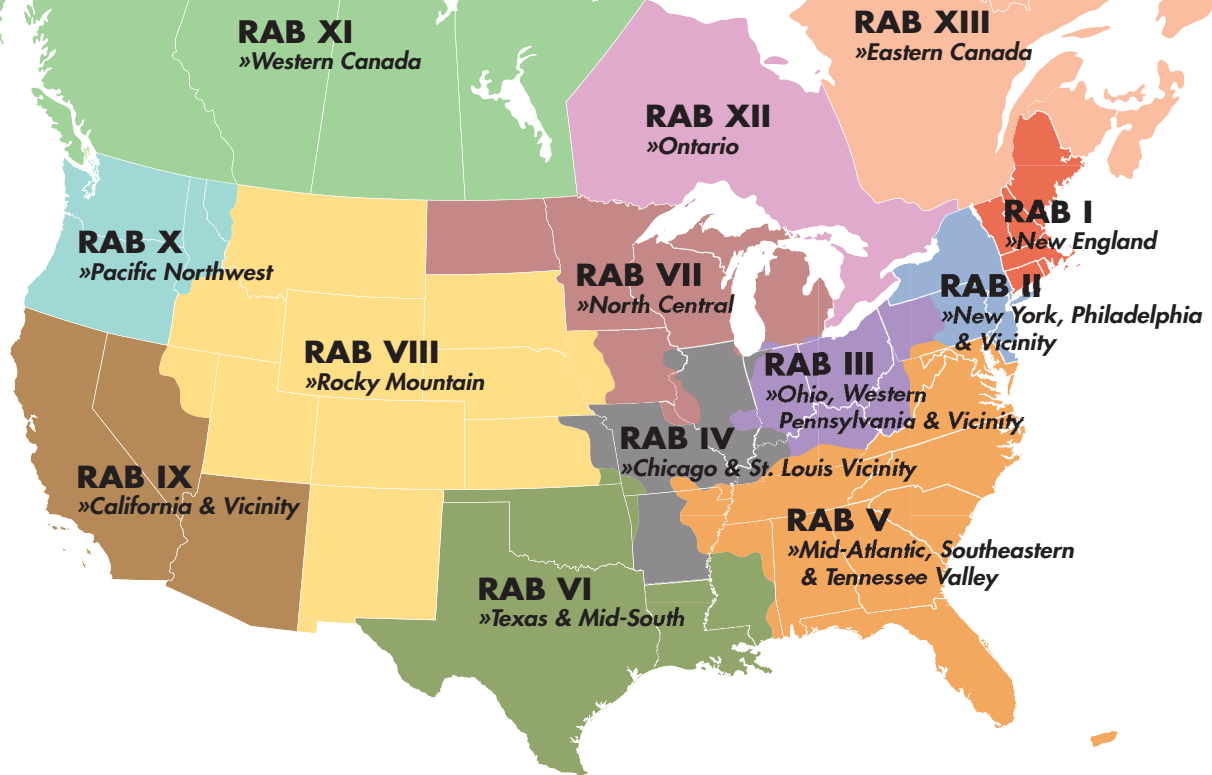 RAB XI
»Western Canada
RAB XIII
»Eastern Canada
RAB XII
»Ontario
RAB I
»New England
RAB X
»Pacific Northwest
RAB VII
»North Central
RAB II
»New York, Philadelphia
& Vicinity
RAB VIII
»Rocky Mountain
RAB III
»Ohio, Western
Pennsylvania & Vicinity
RAB IV
»Chicago & St. Louis Vicinity
RAB IX
»California & Vicinity
RAB V
»Mid-Atlantic, Southeastern
& Tennessee Valley
RAB VI
»Texas & Mid-South